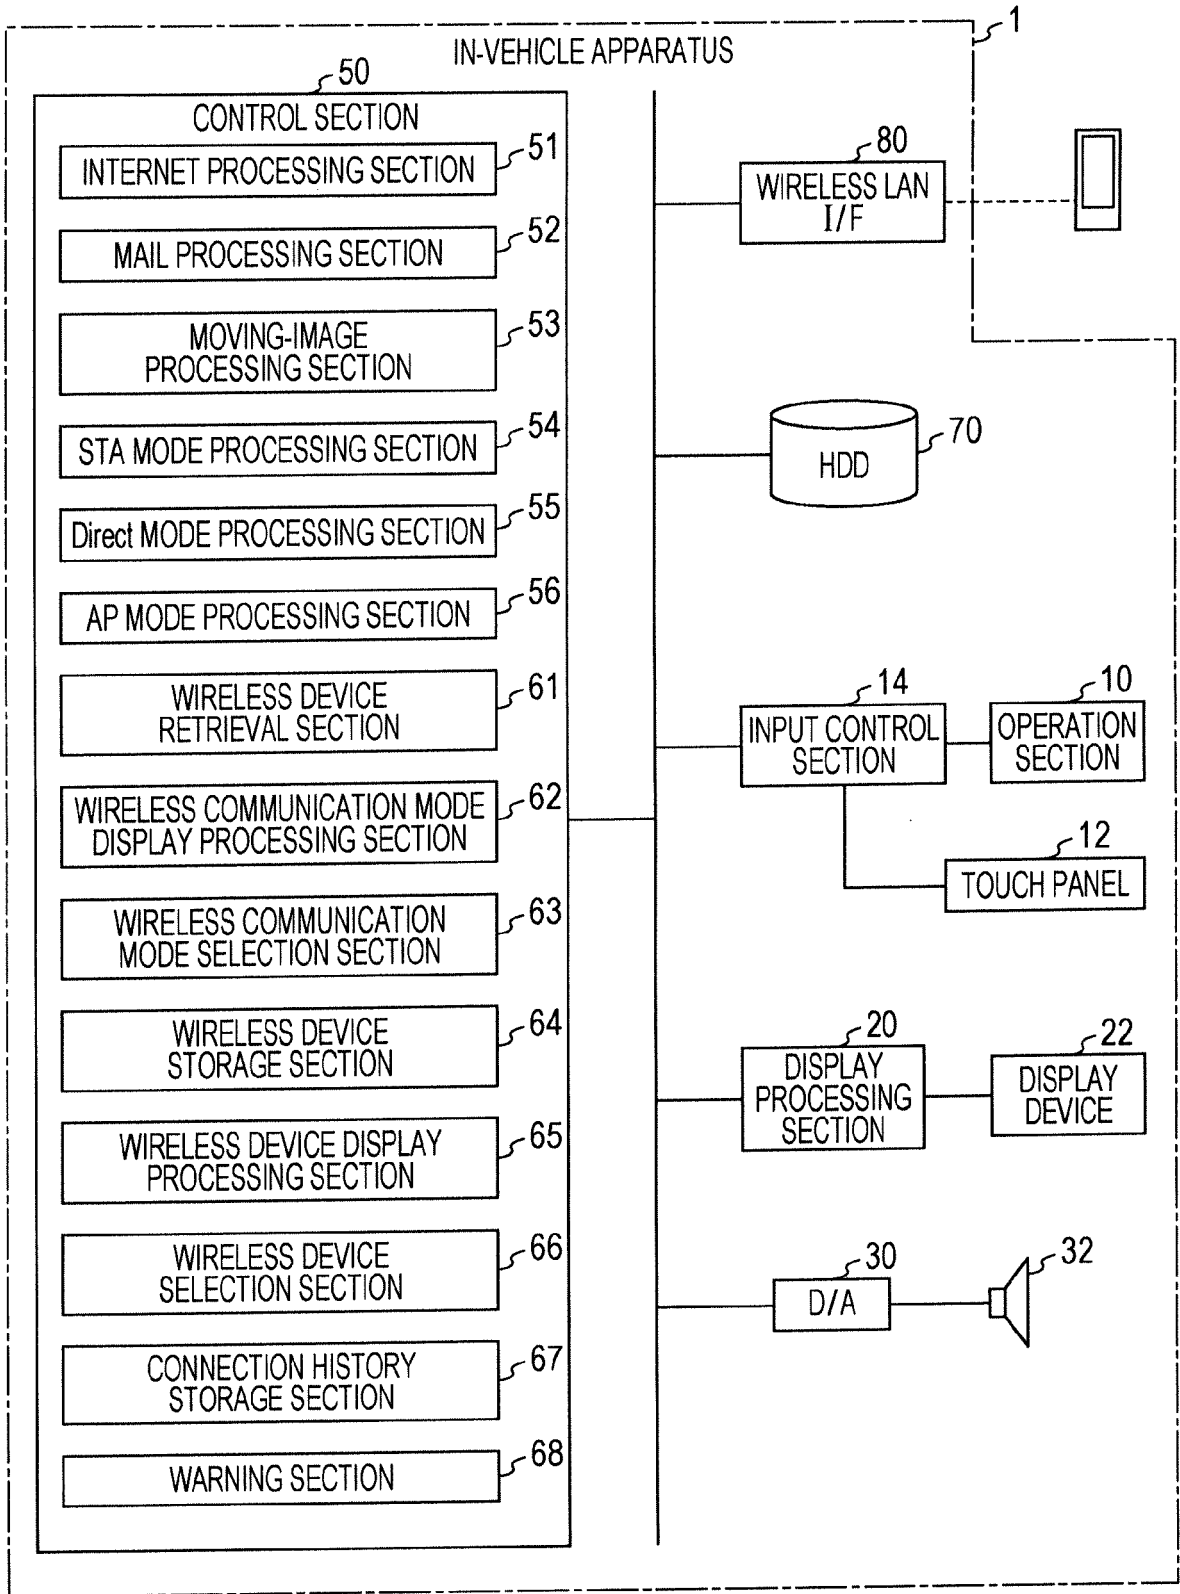 1
IN-VEHICLE APPARATUS
50
CONTROL SECTION
INTERNET PROCESSING SECTION
51
MAIL PROCESSING SECTION
52
MOVING-IMAGE
PROCESSING SECTION
53
STA MODE PROCESSING SECTION
54
Direct MODE PROCESSING SECTION
55
AP MODE PROCESSING SECTION
56
WIRELESS DEVICE
RETRIEVAL SECTION
61
WIRELESS COMMUNICATION MODE
DISPLAY PROCESSING SECTION
62
WIRELESS COMMUNICATION
MODE SELECTION SECTION
63
WIRELESS DEVICE
STORAGE SECTION
64
WIRELESS DEVICE DISPLAY
PROCESSING SECTION
65
WIRELESS DEVICE
SELECTION SECTION
66
CONNECTION HISTORY
STORAGE SECTION
67
WARNING SECTION
68
80
WIRELESS LAN
I/F
HDD
70
14
INPUT CONTROL
SECTION
10
OPERATION
SECTION
12
TOUCH PANEL
20
DISPLAY
PROCESSING
SECTION
22
DISPLAY
DEVICE
30
D/A
32